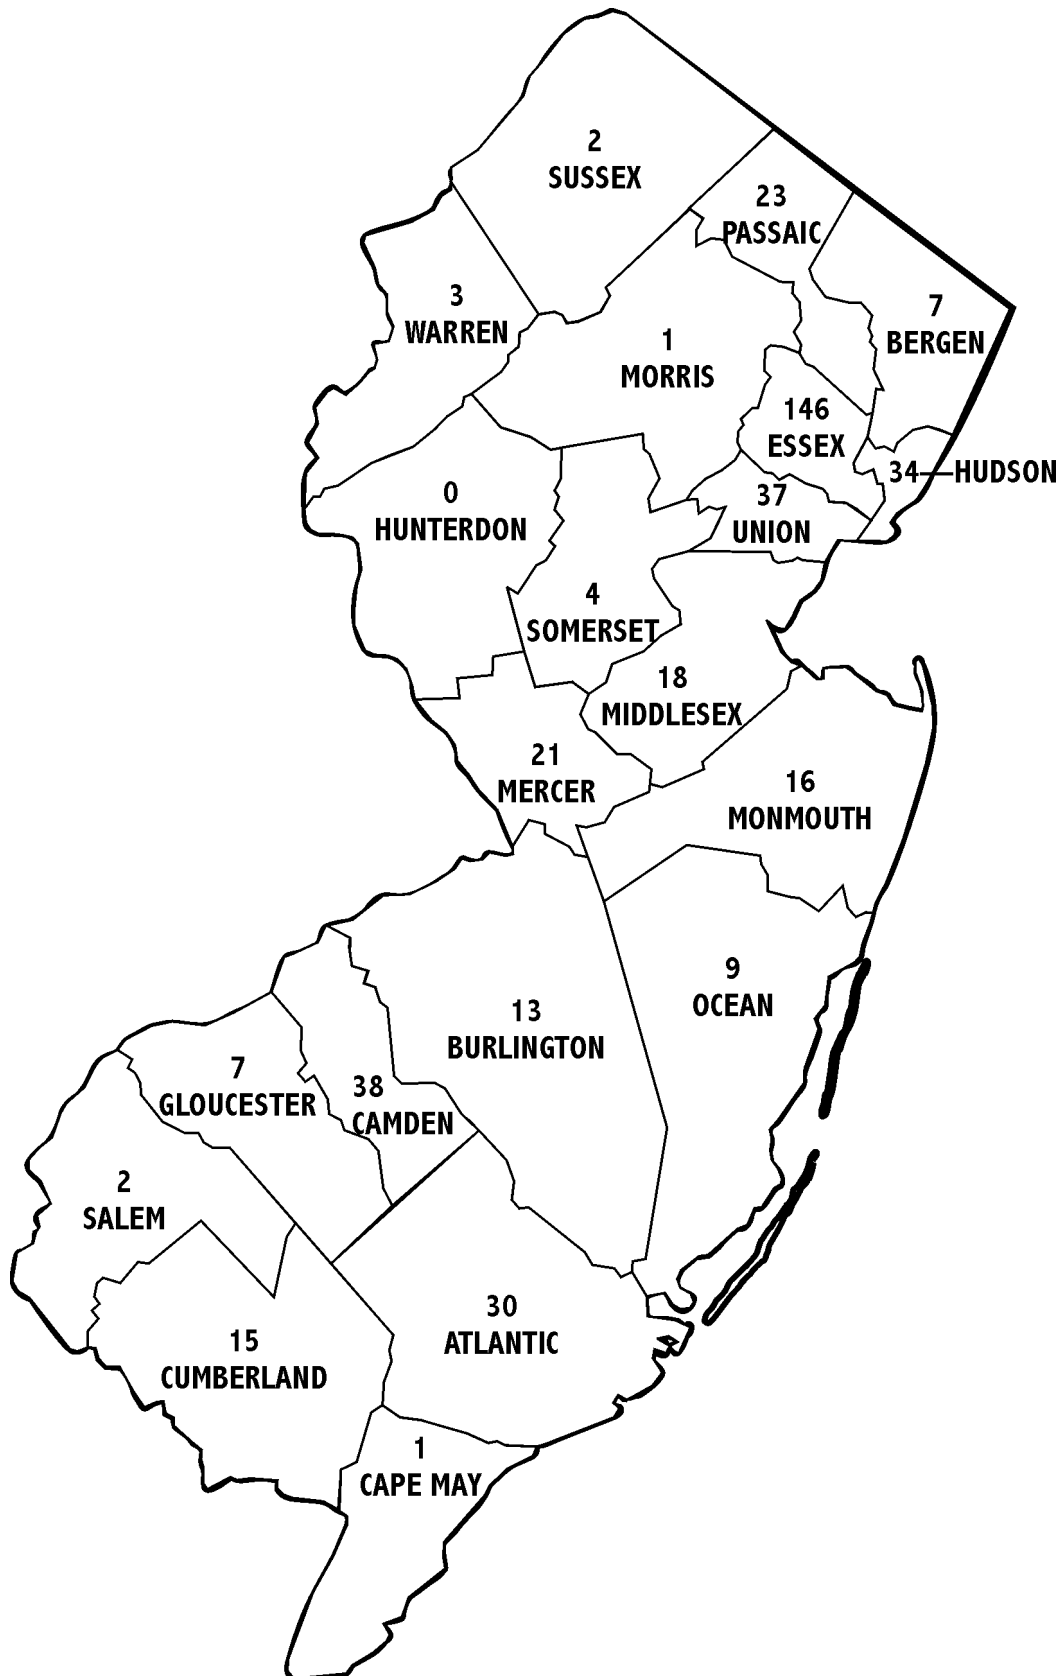 2
SUSSEX
23
PASSAIC
3
WARREN
7
BERGEN
1
MORRIS
146
ESSEX
34 HUDSON
0
HUNTERDON
37
UNION
4
SOMERSET
18
MIDDLESEX
21
MERCER
16
MONMOUTH
9
OCEAN
13
BURLINGTON
7
GLOUCESTER
38
CAMDEN
2
SALEM
30
ATLANTIC
15
CUMBERLAND
1
CAPE MAY